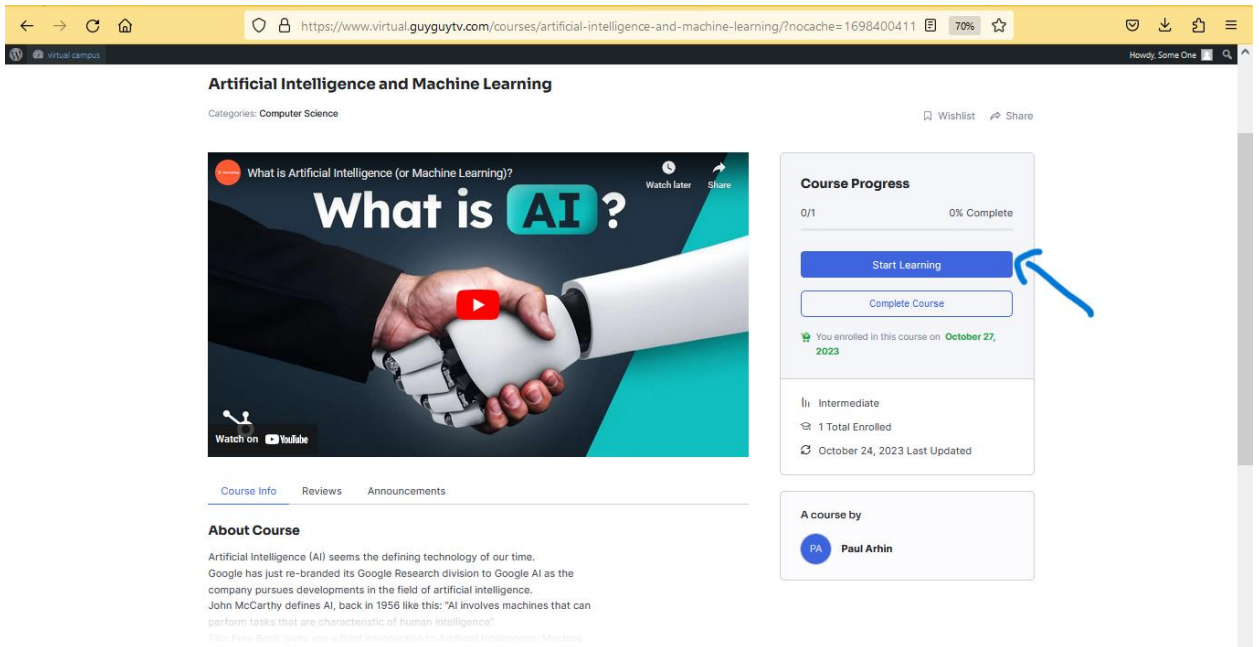 https://www.virtual.guyguytv.com/courses/artificial-intelligence-and-machine-learning/?nocache=1698400411
70%
virtual campus
Howdy, Some One
Artificial Intelligence and Machine Learning
Categories: Computer Science
Wishlist
Share
What is Artificial Intelligence (or Machine Learning)?
Watch later
Share
What is AI?
Watch on YouTube
Course Progress
0/1
0% Complete
Start Learning
Complete Course
You enrolled in this course on October 27,
2023
Intermediate
1 Total Enrolled
October 24, 2023 Last Updated
Course Info
Reviews
Announcements
A course by
PA
Paul Arhin
About Course
Artificial Intelligence (AI) seems the defining technology of our time.
Google has just re-branded its Google Research division to Google AI as the
company pursues developments in the field of artificial intelligence.
John McCarthy defines AI, back in 1956 like this: "AI involves machines that can
perform tasks that are characteristic of human intelligence".